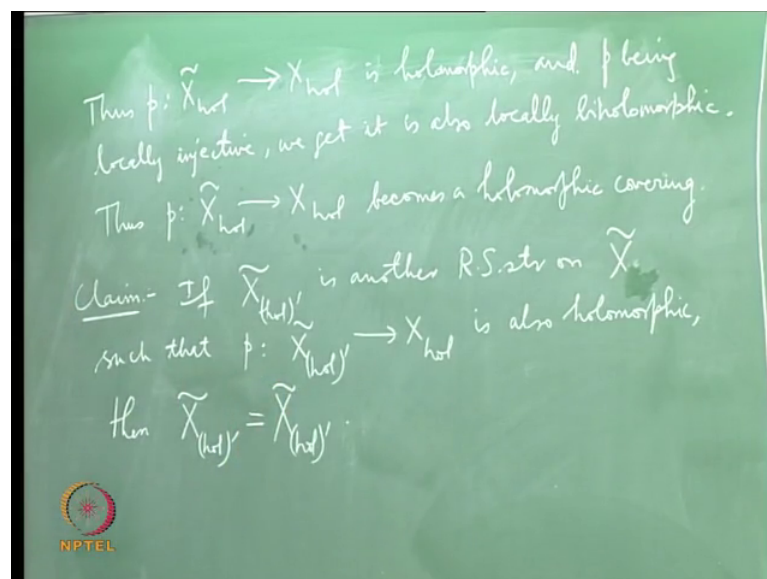 Thus p: X̃_hol → X_hol is holomorphic, and p being
locally injective, we get it is also locally biholomorphic.
Thus p: X̃_hol → X_hol becomes a holomorphic covering.
Claim:- If X̃_(hol)' is another R.S. str on X̃.
such that p: X̃_(hol)' → X_hol is also holomorphic,
then X̃_(hol)' = X̃_(hol)'.
NPTEL